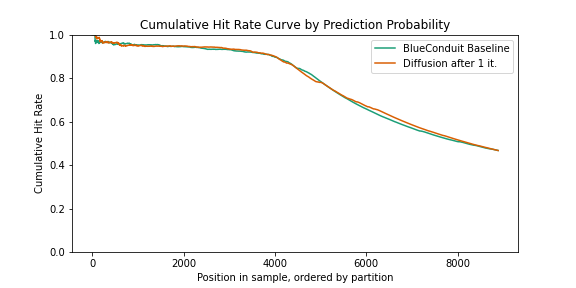 Cumulative Hit Rate Curve by Prediction Probability
1.0
0.8
0.6
0.4
0.2
0.0
Cumulative Hit Rate
BlueConduit Baseline
Diffusion after 1 it.
0
2000
4000
6000
8000
Position in sample, ordered by partition